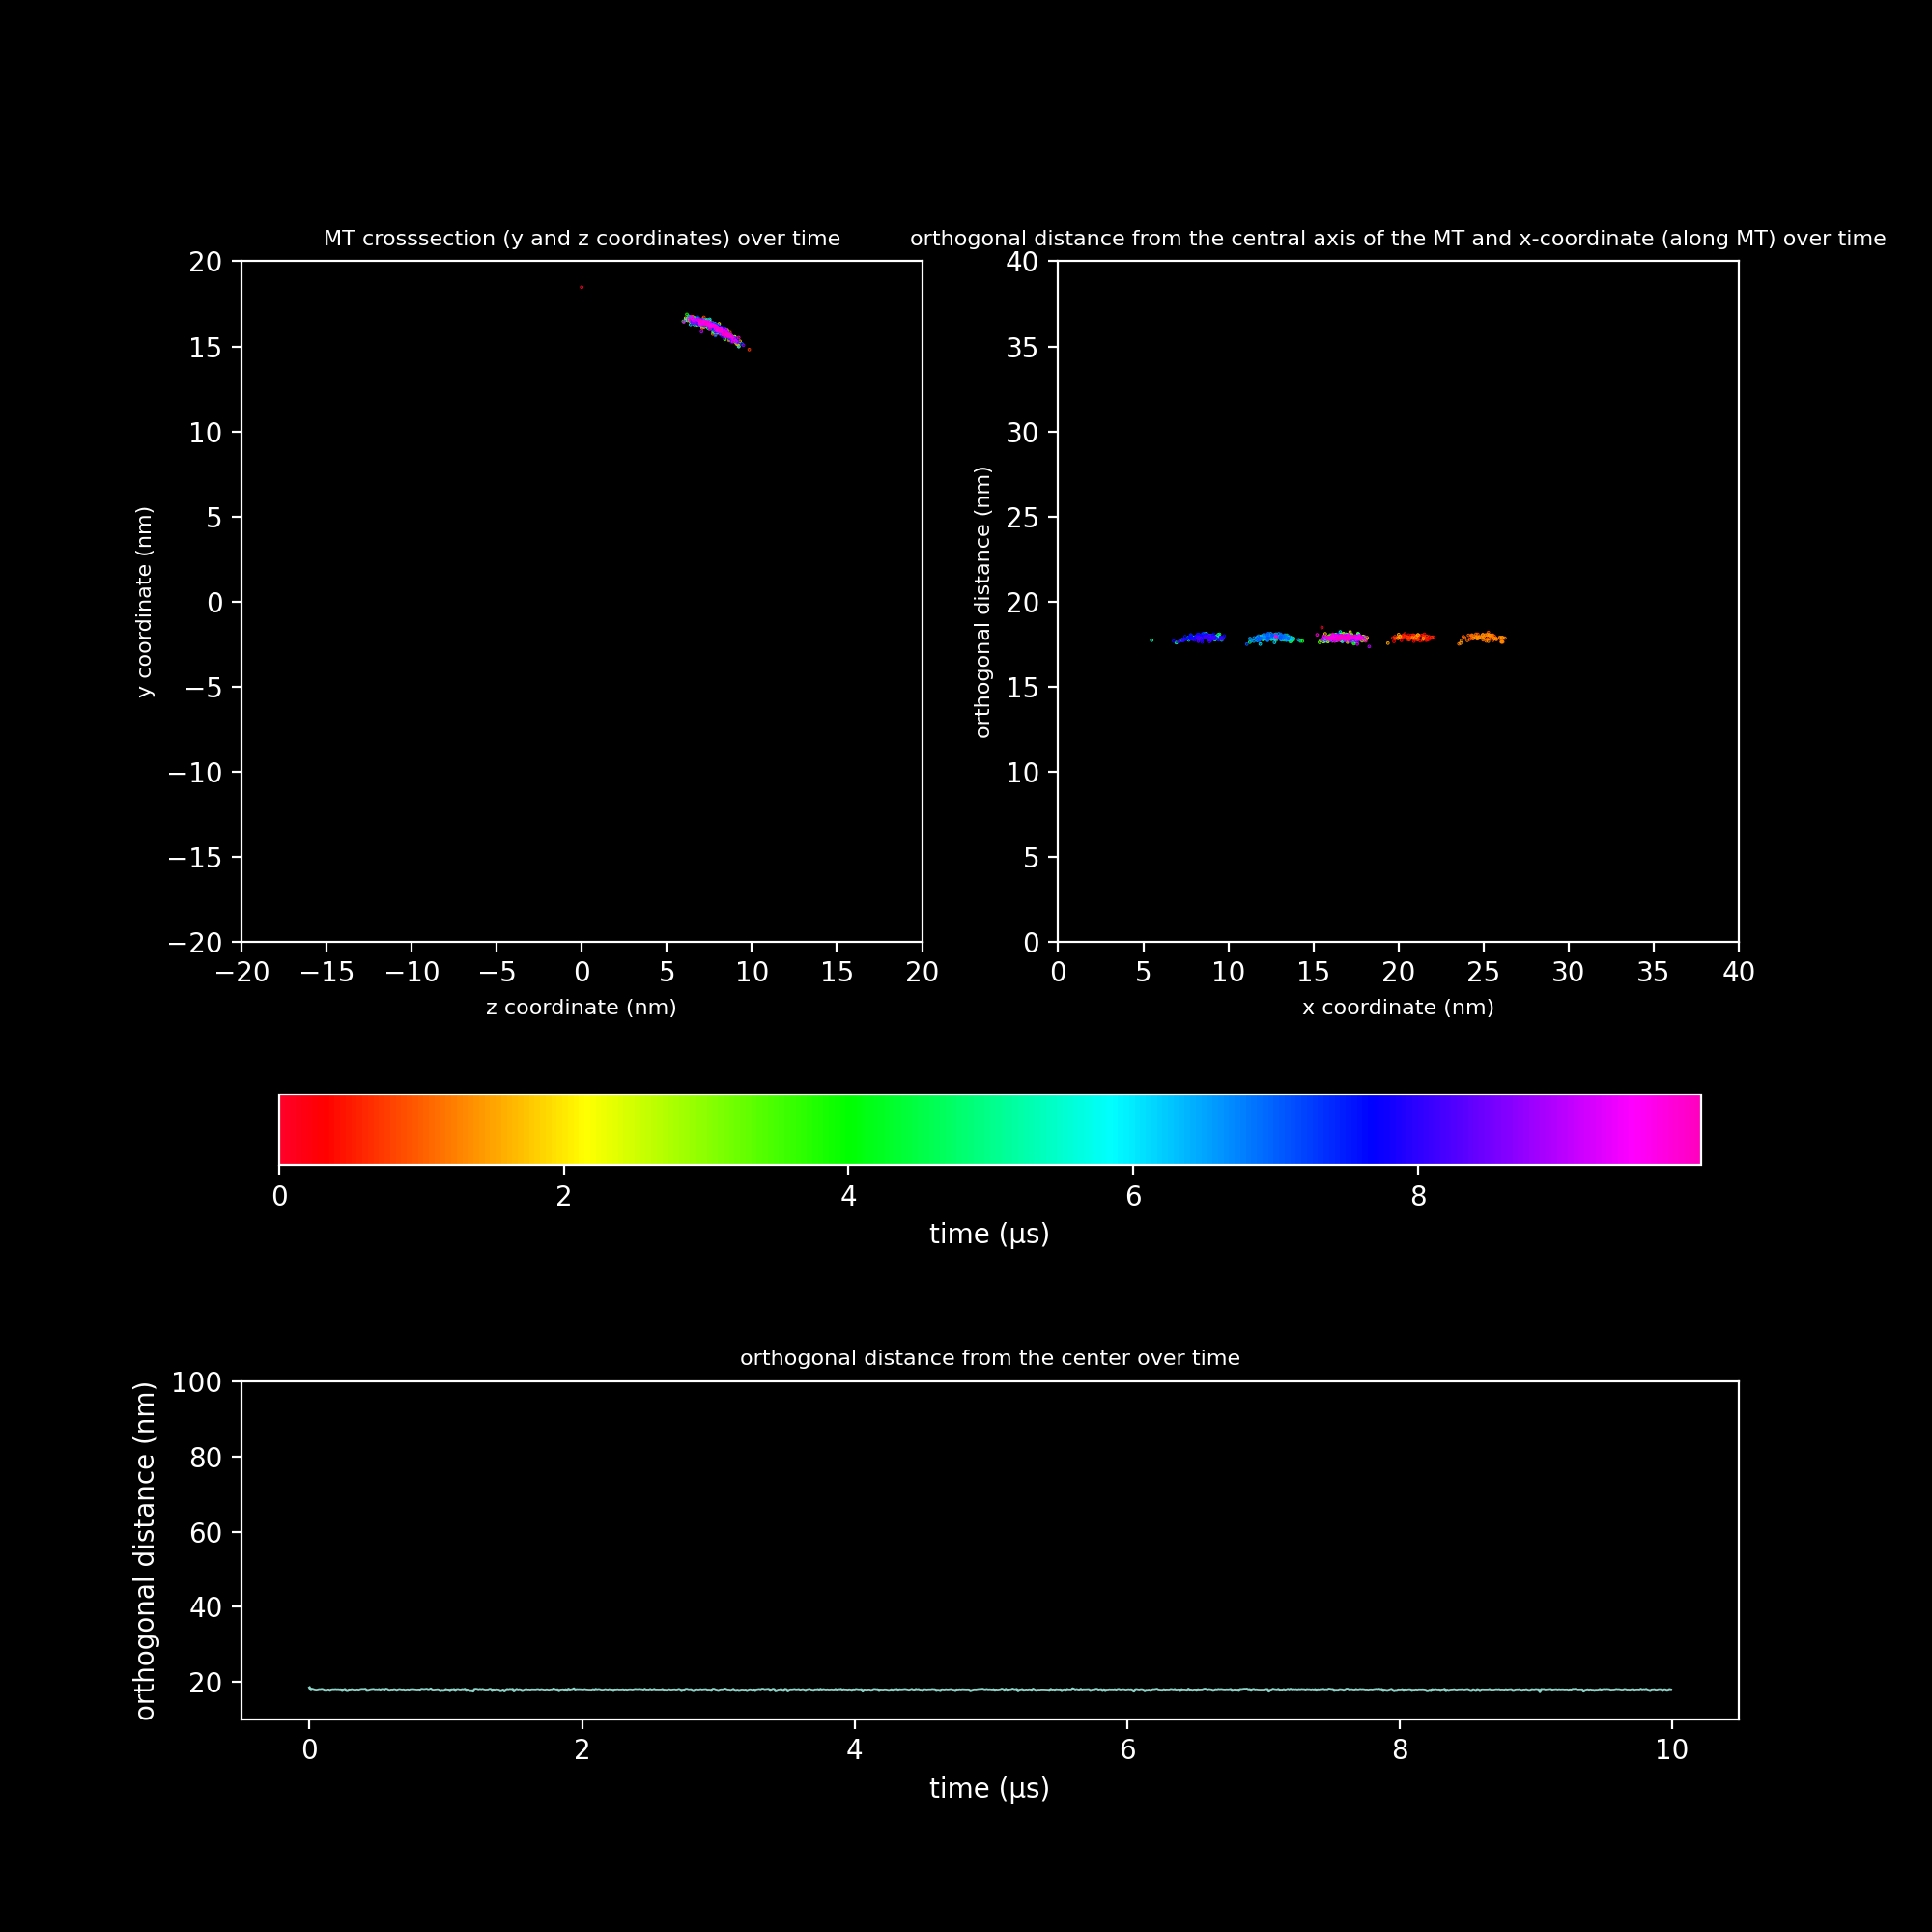 MT crosssection (y and z coordinates) over time
orthogonal distance from the central axis of the MT and x-coordinate (along MT) over time
20
15
10
5
0
−5
−10
−15
−20
y coordinate (nm)
−20 −15 −10 −5 0 5 10 15 20
z coordinate (nm)
40
35
30
25
20
15
10
5
0
orthogonal distance (nm)
0 5 10 15 20 25 30 35 40
x coordinate (nm)
0 2 4 6 8
time (µs)
orthogonal distance from the center over time
100
80
60
40
20
orthogonal distance (nm)
0 2 4 6 8 10
time (µs)